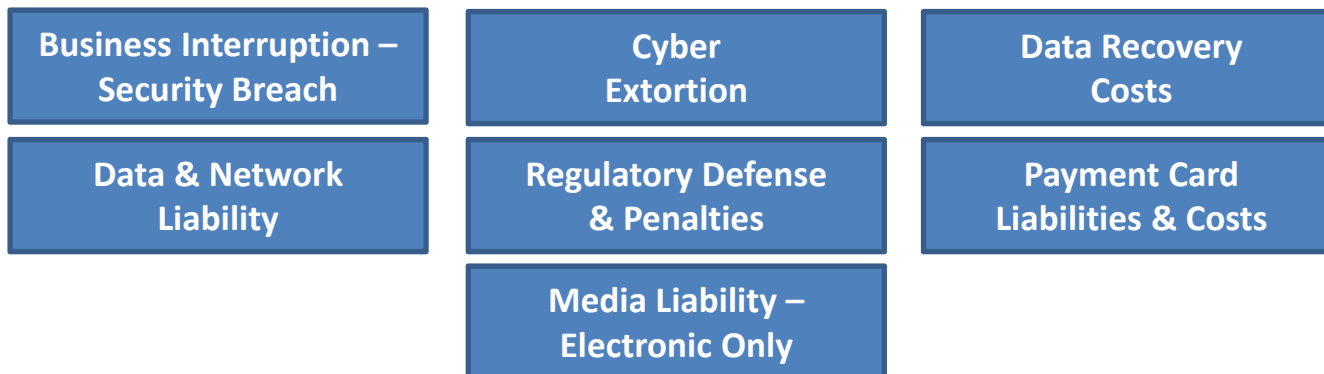 Business Interruption –
Security Breach
Cyber
Extortion
Data Recovery
Costs
Data & Network
Liability
Regulatory Defense
& Penalties
Payment Card
Liabilities & Costs
Media Liability –
Electronic Only